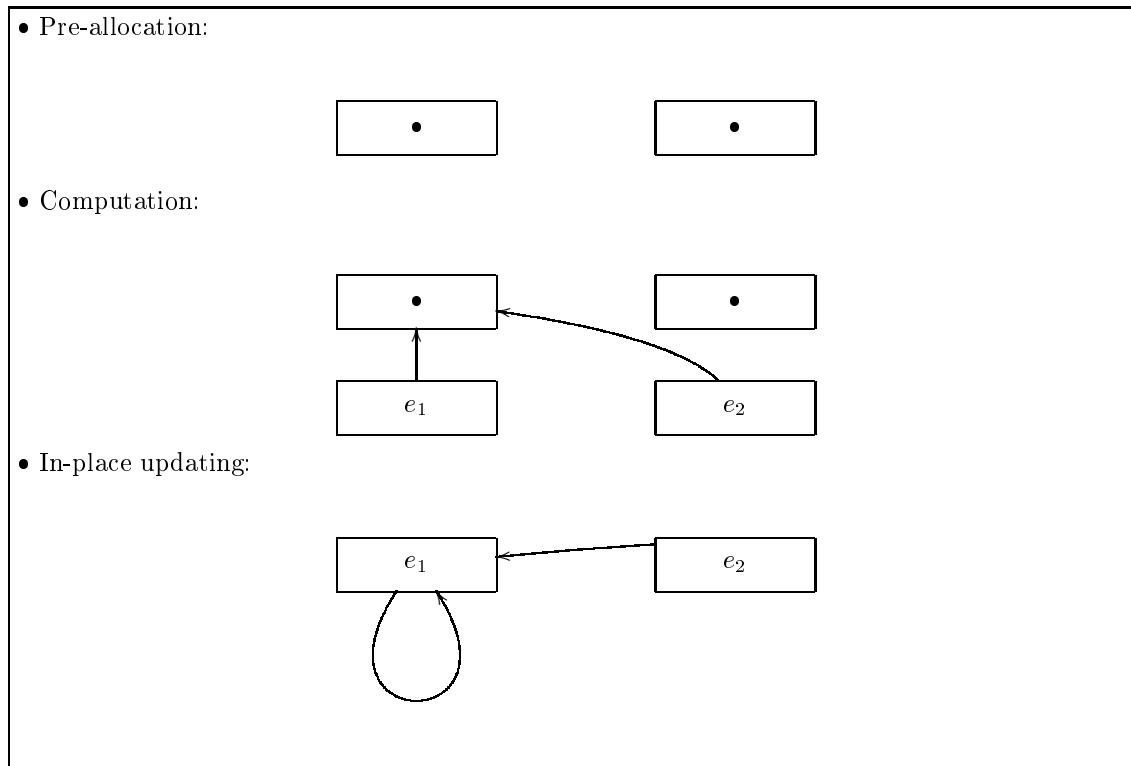 • Pre-allocation:
• •
• Computation:
• •
e₁ e₂
• In-place updating:
e₁ e₂